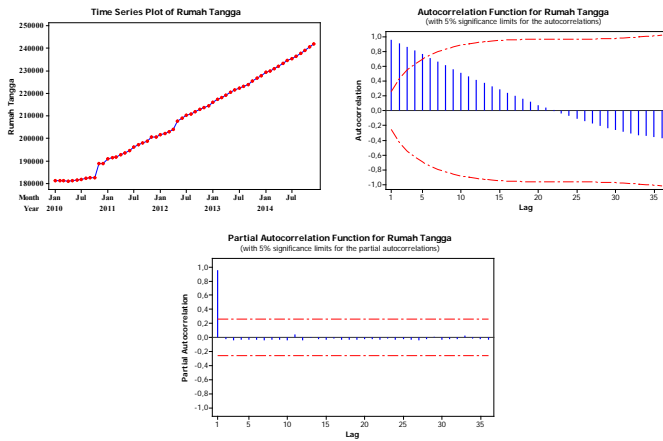 Time Series Plot of Rumah Tangga
250000
240000
230000
220000
210000
200000
190000
180000
Rumah Tangga
Month Jan Jul Jan Jul Jan Jul Jan Jul Jan Jul
Year 2010 2011 2012 2013 2014
Autocorrelation Function for Rumah Tangga
(with 5% significance limits for the autocorrelations)
1,0
0,8
0,6
0,4
0,2
0,0
-0,2
-0,4
-0,6
-0,8
-1,0
Autocorrelation
1 5 10 15 20 25 30 35
Lag
Partial Autocorrelation Function for Rumah Tangga
(with 5% significance limits for the partial autocorrelations)
1,0
0,8
0,6
0,4
0,2
0,0
-0,2
-0,4
-0,6
-0,8
-1,0
Partial Autocorrelation
1 5 10 15 20 25 30 35
Lag